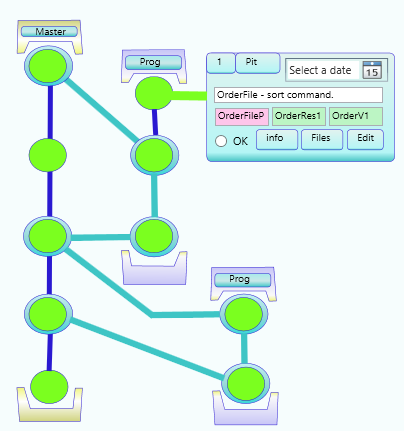 Master
Prog
1 Pit
Select a date 15
OrderFile - sort command.
OrderFileP OrderRes1 OrderV1
OK info Files Edit
Prog